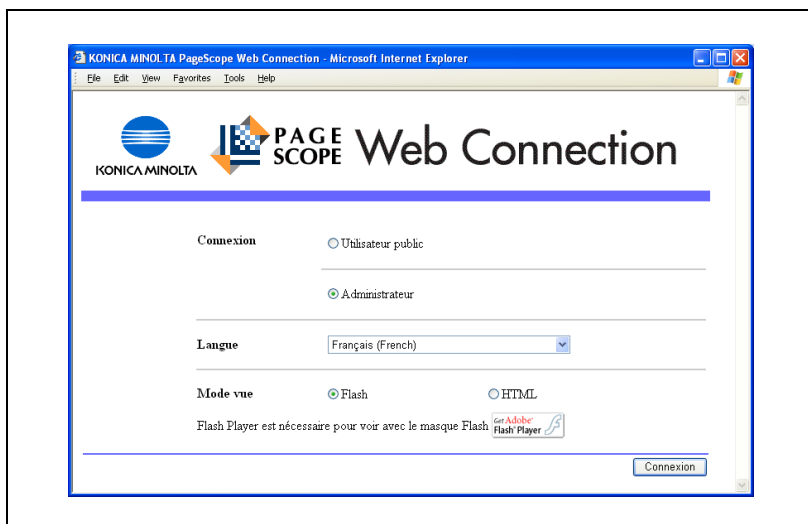 KONICA MINOLTA PageScope Web Connection - Microsoft Internet Explorer
File Edit View Favorites Tools Help
KONICA MINOLTA
PAGE SCOPE Web Connection
Connexion
Utilisateur public
Administrateur
Langue
Français (French)
Mode vue
Flash
HTML
Flash Player est nécessaire pour voir avec le masque Flash
Get Adobe®
Flash® Player
Connexion